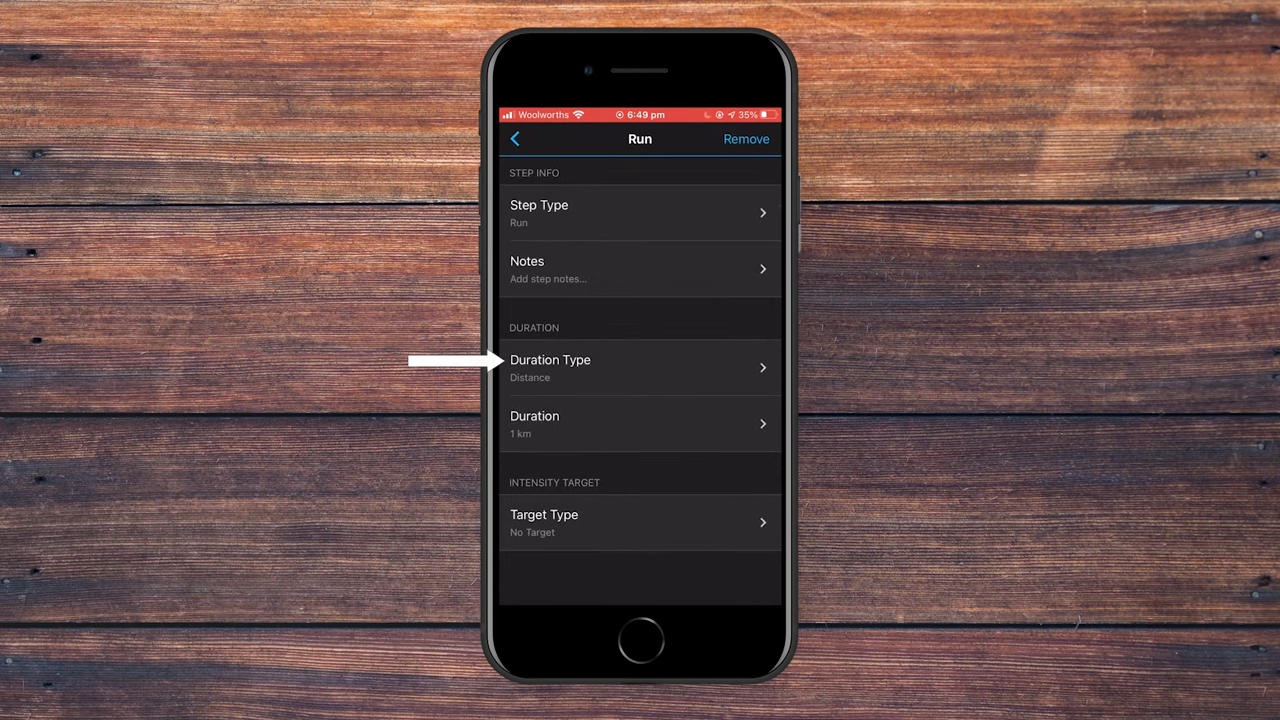 Woolworths 6:49 pm 35%
Run Remove
STEP INFO
Step Type
Run
Notes
Add step notes...
DURATION
Duration Type
Distance
Duration
1 km
INTENSITY TARGET
Target Type
No Target